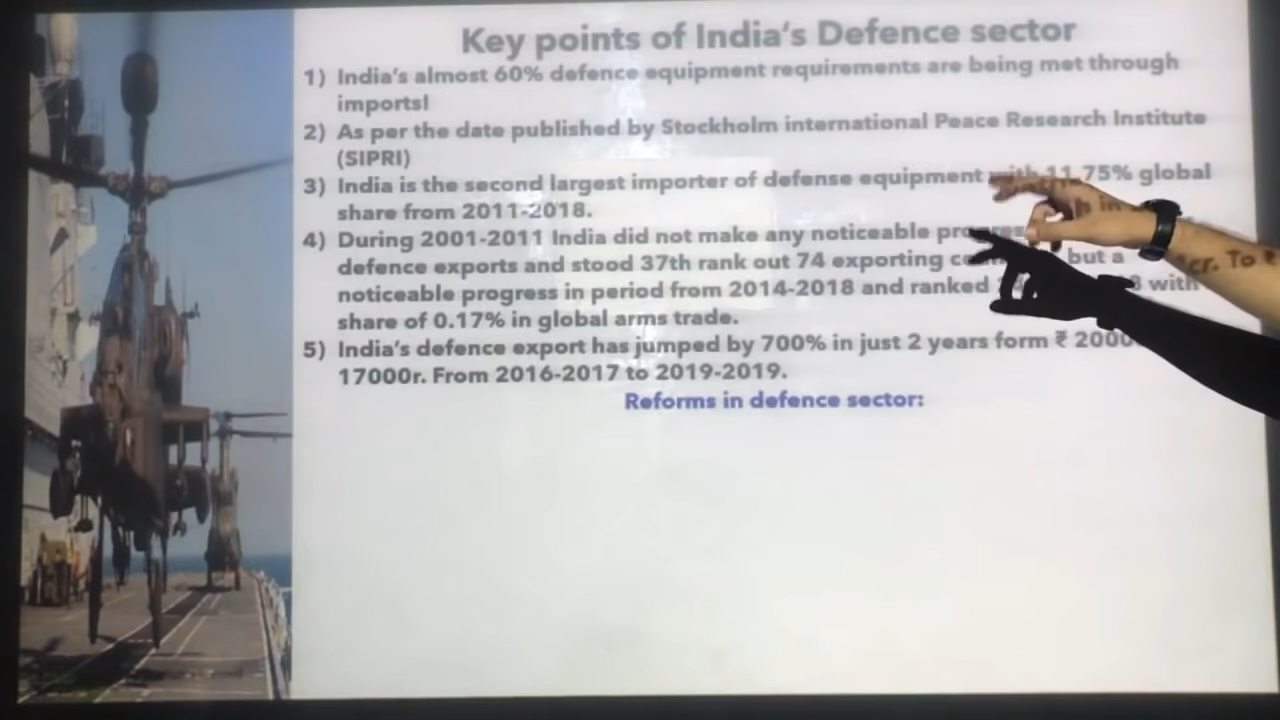 Key points of India's Defence sector
1) India's almost 60% defence equipment requirements are being met through
imports!
2) As per the date published by Stockholm international Peace Research Institute
(SIPRI)
3) India is the second largest importer of defense equipment with 11.75% global
share from 2011-2018.
4) During 2001-2011 India did not make any noticeable in
defence exports and stood 37th rank out 74 exporting but a
noticeable progress in period from 2014-2018 and ranked with
share of 0.17% in global arms trade.
5) India's defence export has jumped by 700% in just 2 years form ₹ 2000 cr. To ₹
17000r. From 2016-2017 to 2019-2019.
Reforms in defence sector: